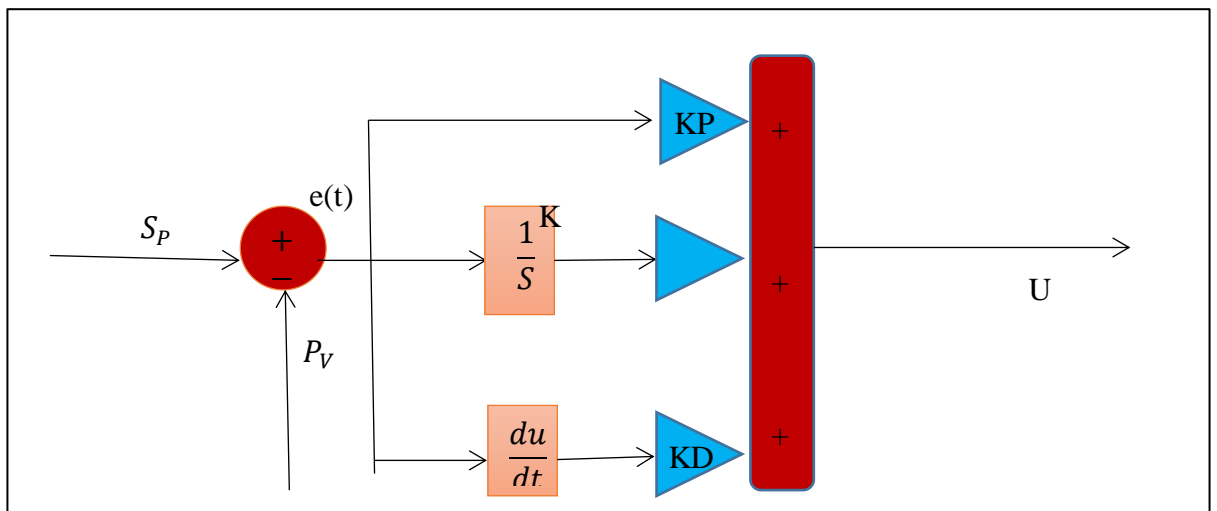 KP
+
e(t)
S_P
+
−
K
1/S
+
U
P_V
du/dt
KD
+